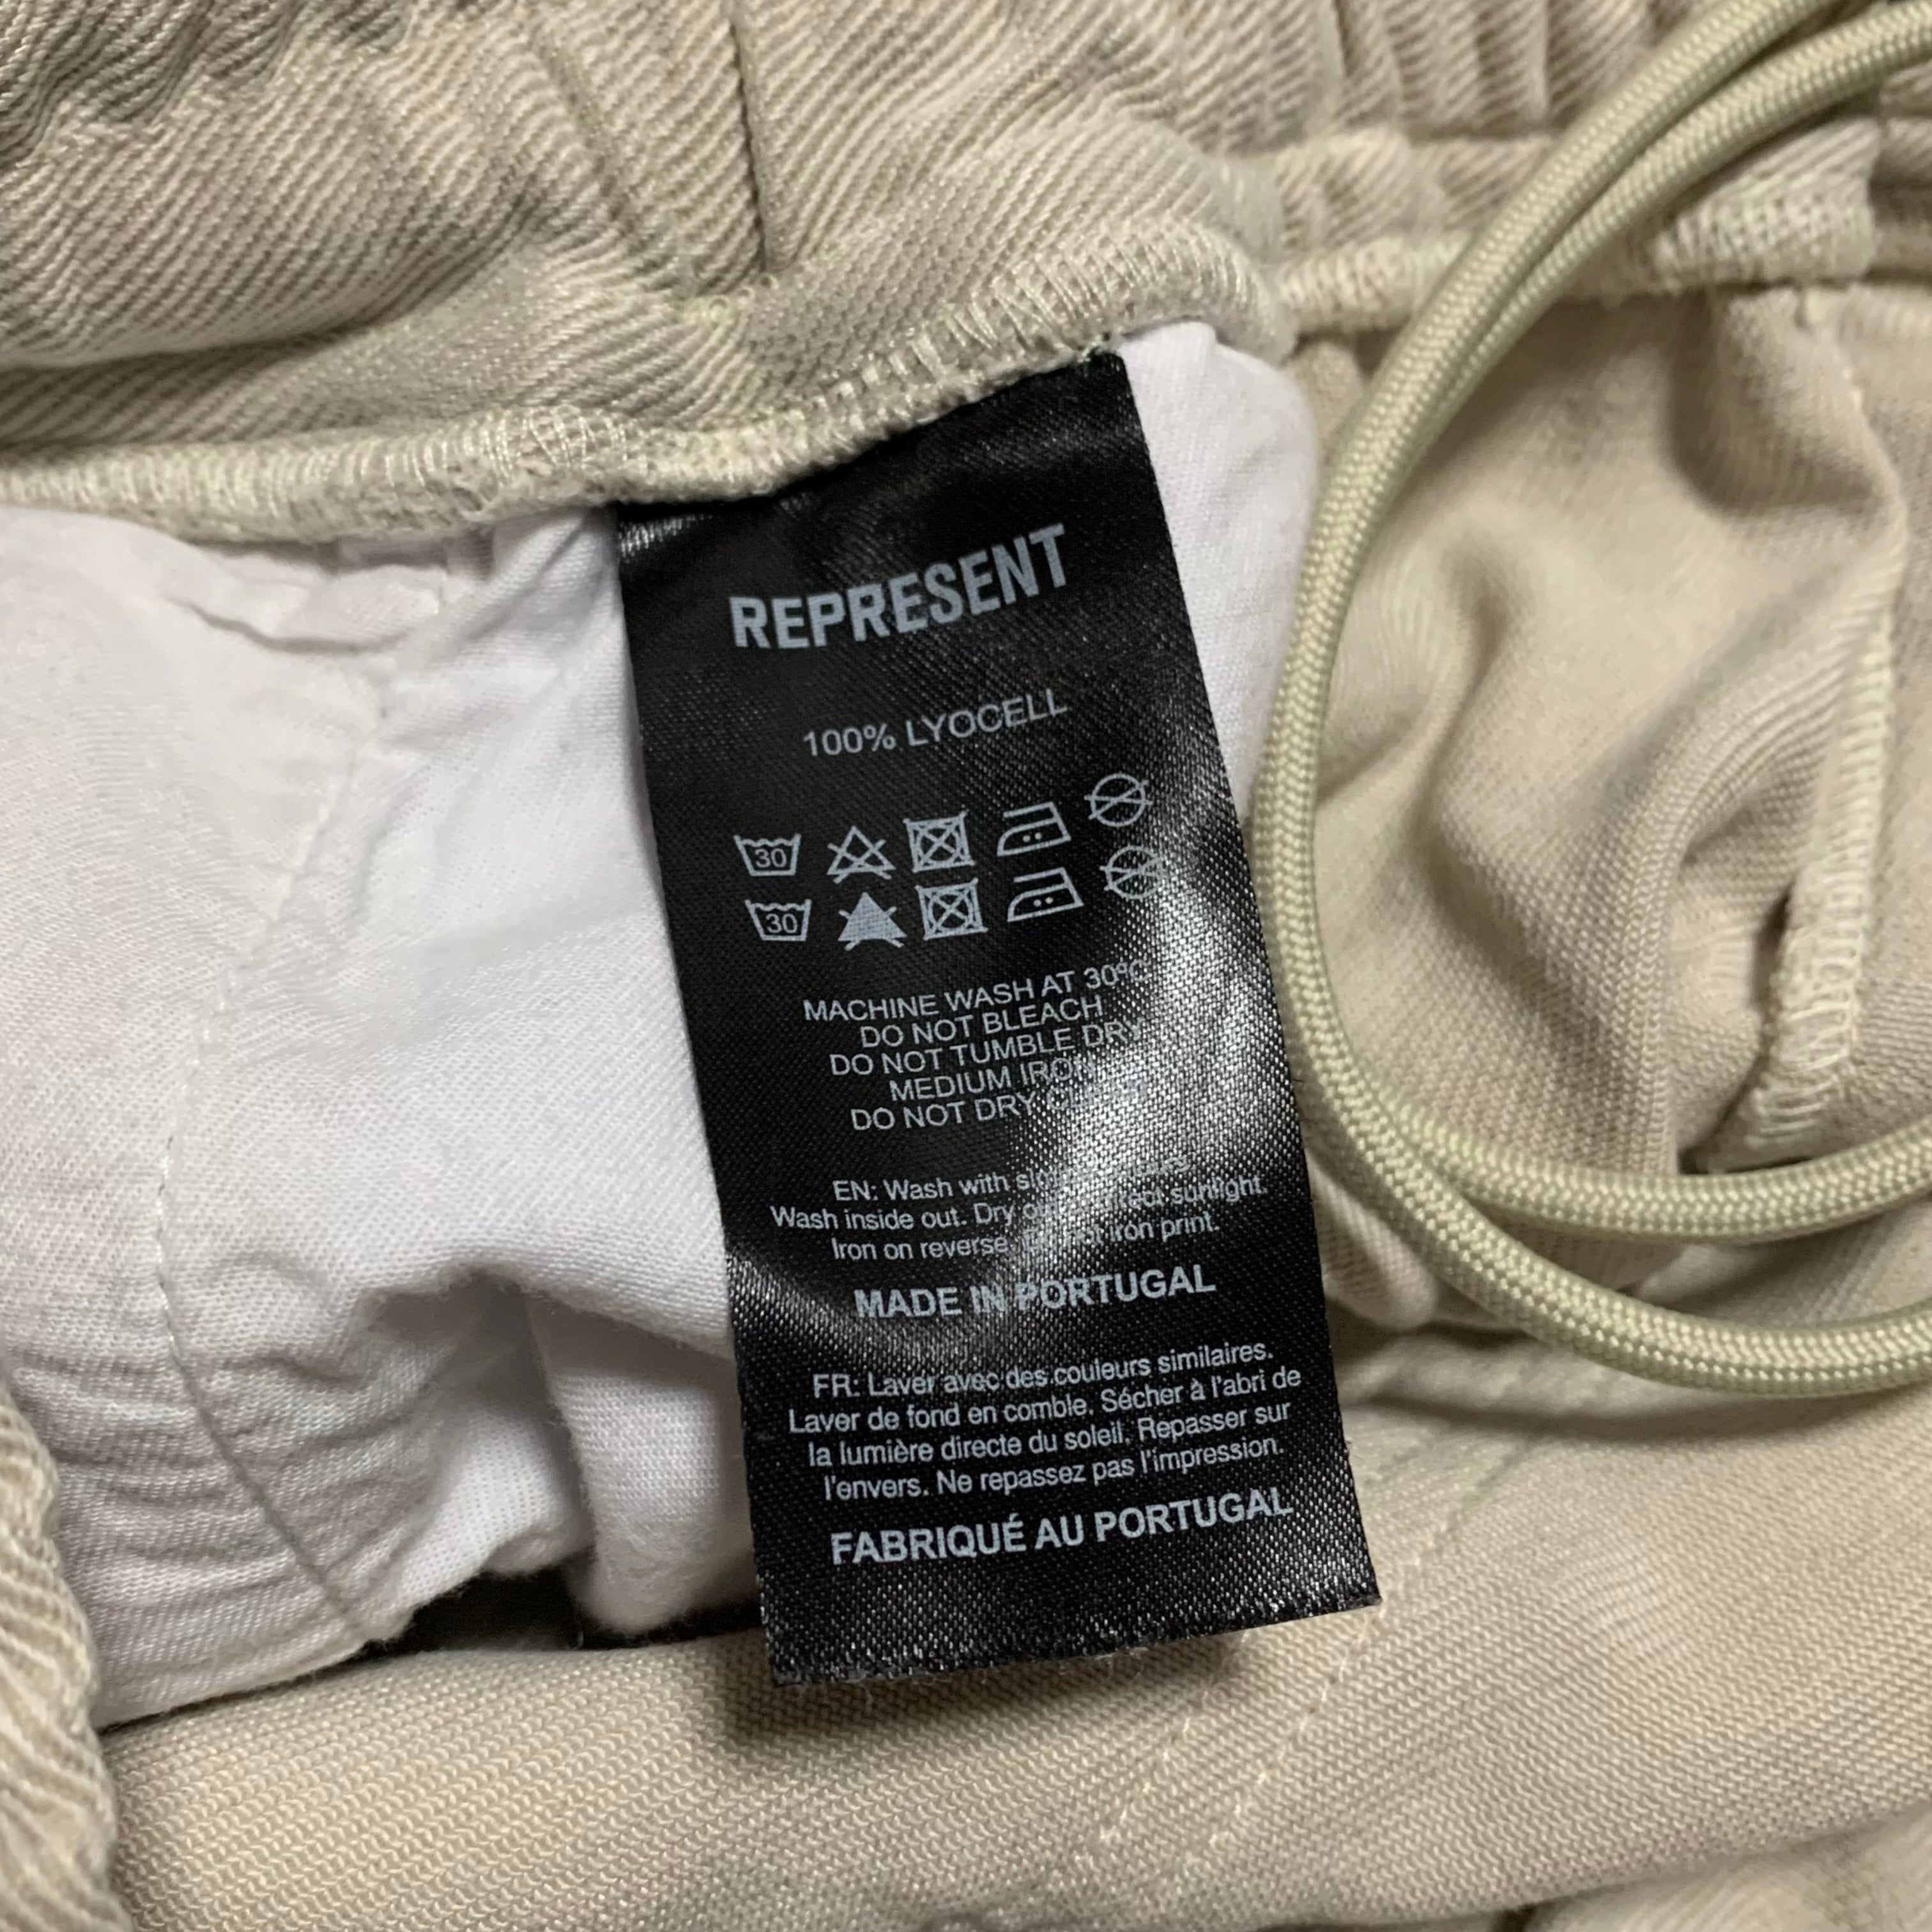 REPRESENT
100% LYOCELL
30
30
MACHINE WASH AT 30ºC
DO NOT BLEACH
DO NOT TUMBLE DRY
MEDIUM IRON
DO NOT DRY
EN: Wash with
Wash inside out. Dry sunlight.
Iron on reverse. iron print.
MADE IN PORTUGAL
FR: Laver avec des couleurs similaires.
Laver de fond en comble. Sécher à l'abri de
la lumière directe du soleil. Repasser sur
l'envers. Ne repassez pas l'impression.
FABRIQUÉ AU PORTUGAL